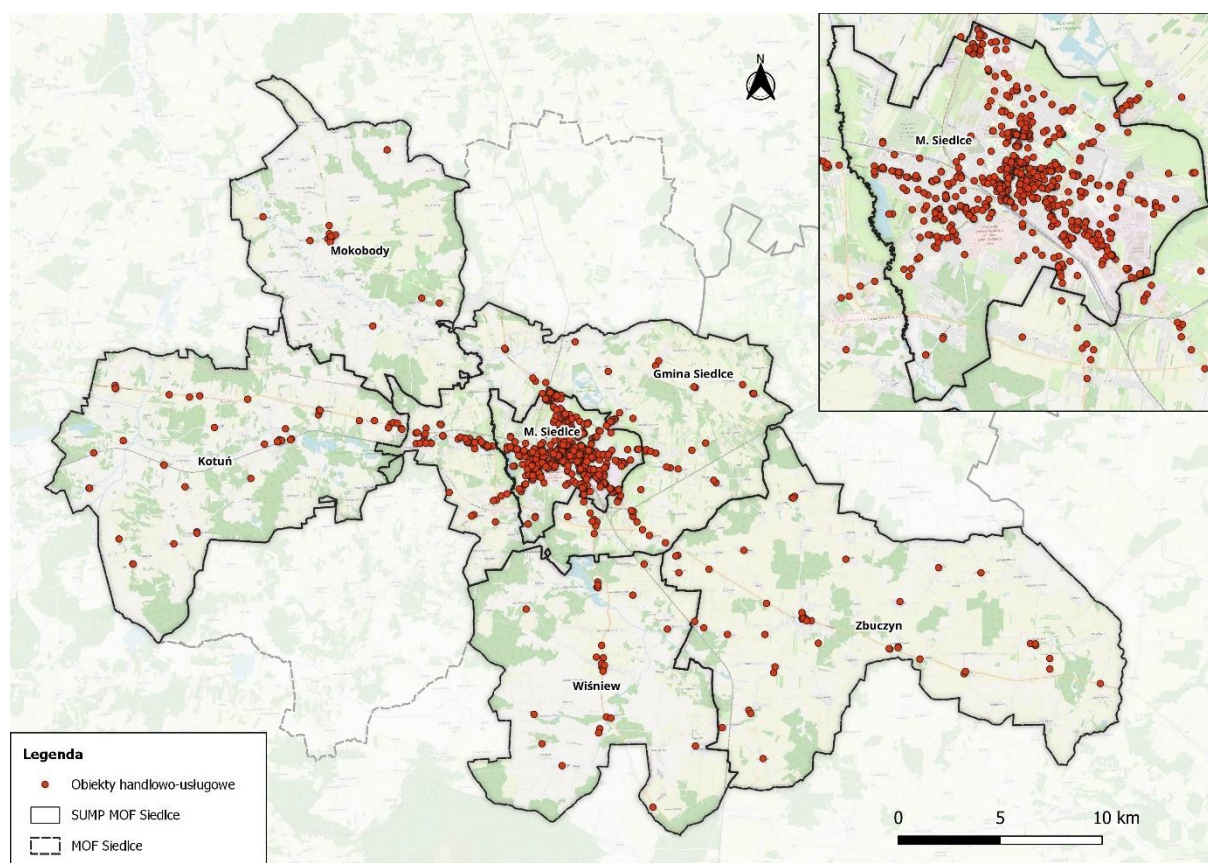 N
M. Siedlce
Mokobody
Gmina Siedlce
M. Siedlce
Kotuń
Zbuczyn
Wiśniew
Legenda
Obiekty handlowo-usługowe
SUMP MOF Siedlce
MOF Siedlce
0 5 10 km